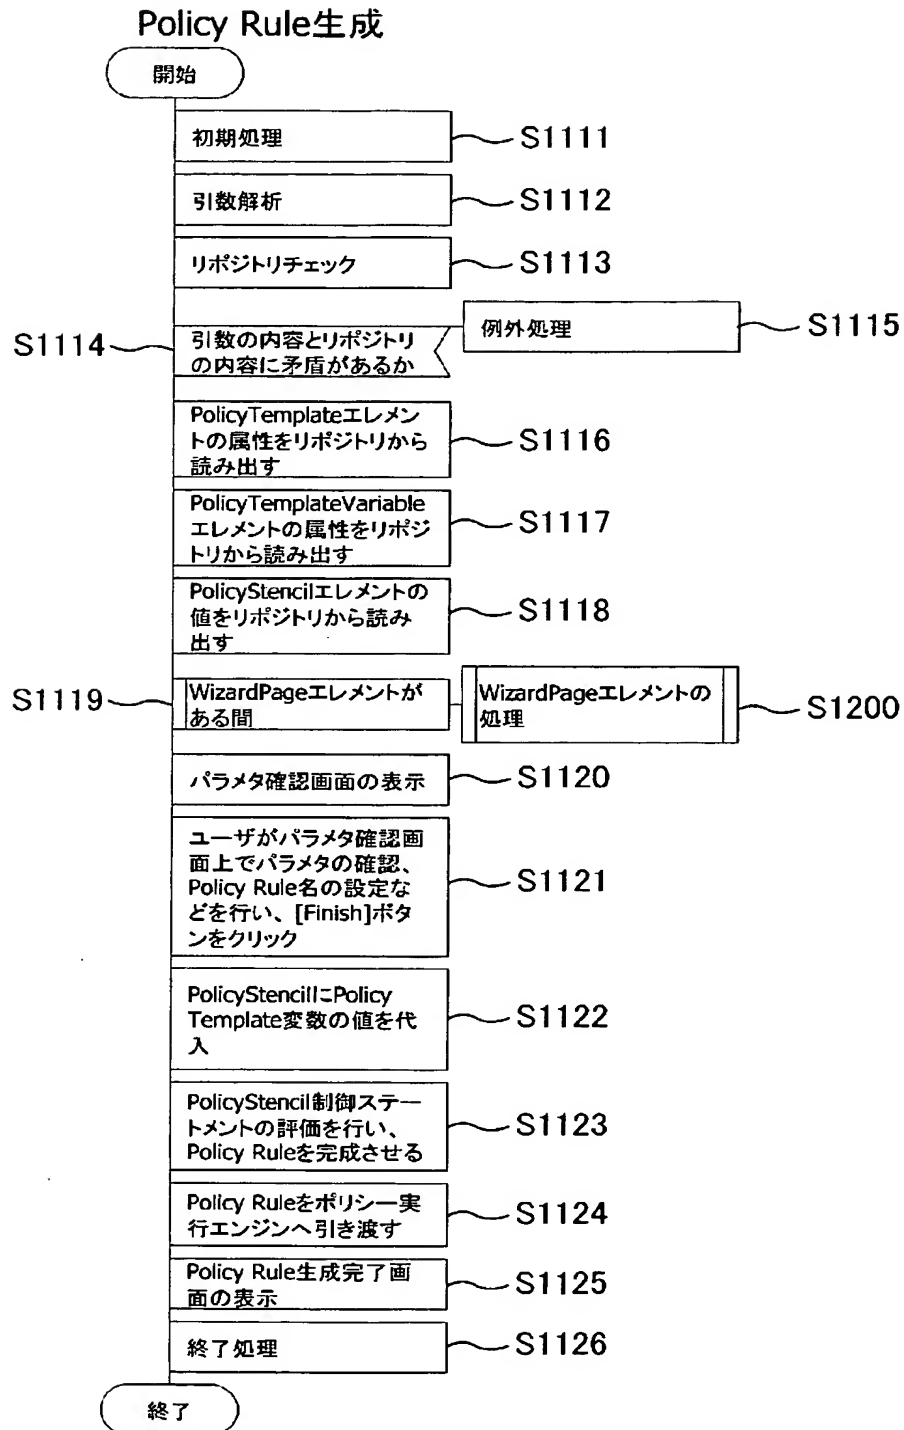 Policy Rule生成
開始
初期処理
S1111
引数解析
S1112
リポジトリチェック
S1113
S1114
引数の内容とリポジトリ
の内容に矛盾があるか
例外処理
S1115
PolicyTemplateエレメン
トの属性をリポジトリから
読み出す
S1116
PolicyTemplateVariable
エレメントの属性をリポジ
トリから読み出す
S1117
PolicyStencilエレメントの
値をリポジトリから読み
出す
S1118
S1119
WizardPageエレメントが
ある間
WizardPageエレメントの
処理
S1200
パラメタ確認画面の表示
S1120
ユーザがパラメタ確認画
面上でパラメタの確認、
Policy Rule名の設定な
どを行い、[Finish]ボタ
ンをクリック
S1121
PolicyStencilにPolicy
Template変数の値を代
入
S1122
PolicyStencil制御ステー
トメントの評価を行い、
Policy Ruleを完成させる
S1123
Policy Ruleをポリシー実
行エンジンへ引き渡す
S1124
Policy Rule生成完了画
面の表示
S1125
終了処理
S1126
終了